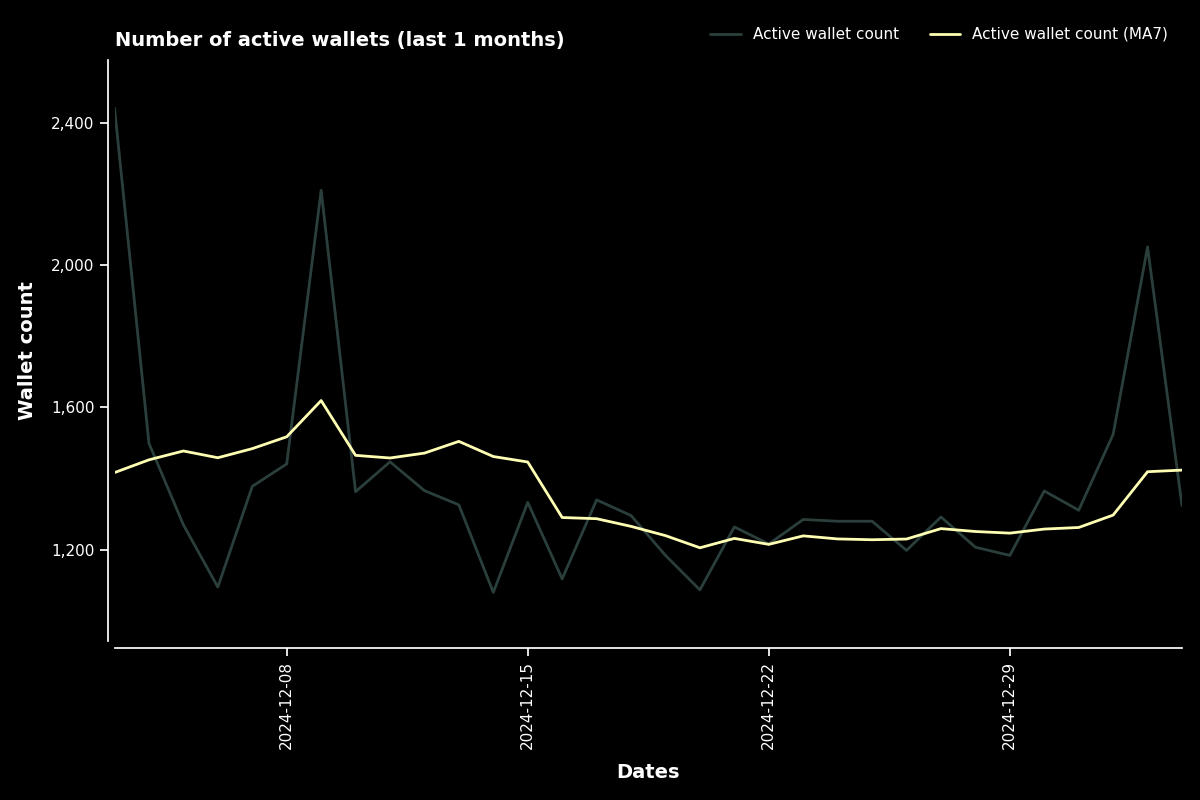 Number of active wallets (last 1 months)
Active wallet count
Active wallet count (MA7)
Wallet count
2,400
2,000
1,600
1,200
2024-12-08
2024-12-15
2024-12-22
2024-12-29
Dates